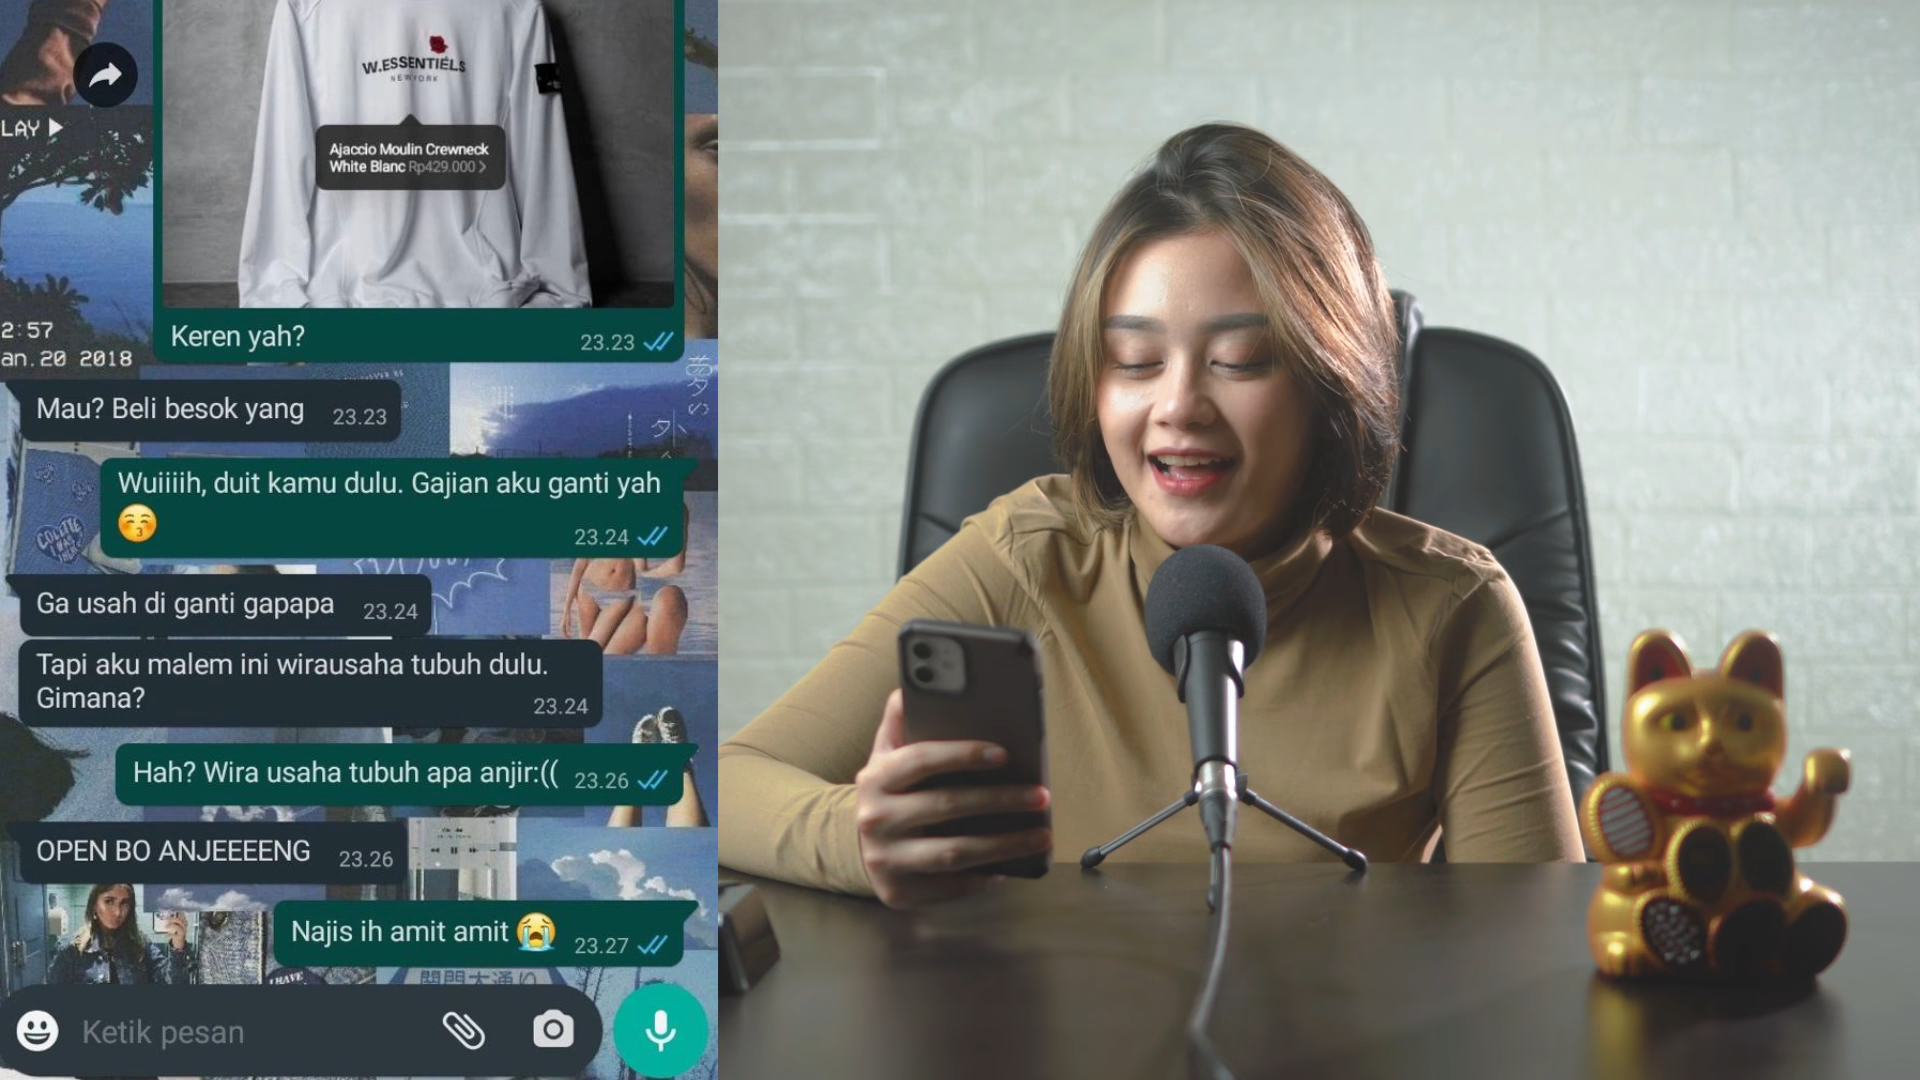 W.ESSENTIELS
NEW YORK
Ajaccio Moulin Crewneck
White Blanc Rp429.000 >
LAY
2:57
an.20 2018
Keren yah?
23.23
Mau? Beli besok yang
23.23
Wuiiiih, duit kamu dulu. Gajian aku ganti yah
😚
23.24
Ga usah di ganti gapapa
23.24
Tapi aku malem ini wirausaha tubuh dulu.
Gimana?
23.24
Hah? Wira usaha tubuh apa anjir:((
23.26
OPEN BO ANJEEEENG
23.26
Najis ih amit amit 😭
23.27
Ketik pesan